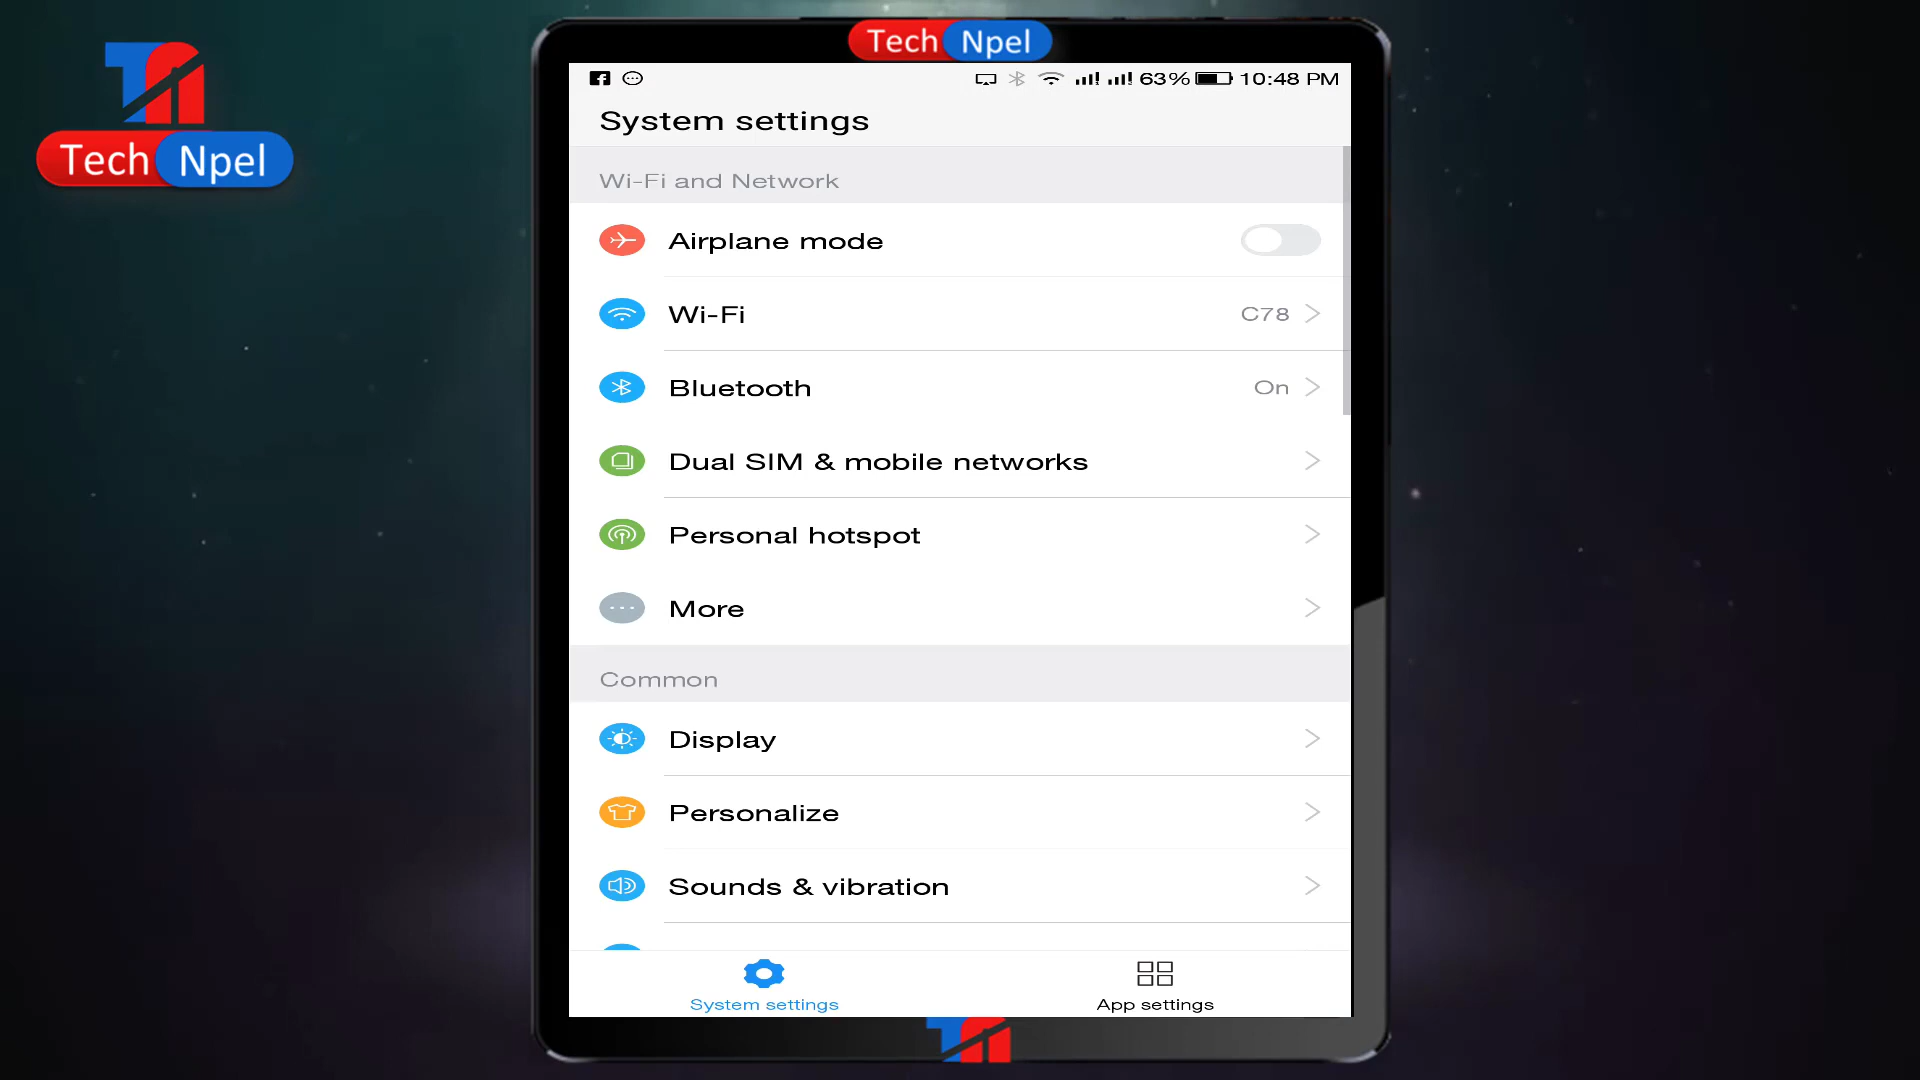 Tech Npel
Tech Npel
63% 10:48 PM
System settings
Wi-Fi and Network
Airplane mode
Wi-Fi C78
Bluetooth On
Dual SIM & mobile networks
Personal hotspot
More
Common
Display
Personalize
Sounds & vibration
System settings
App settings